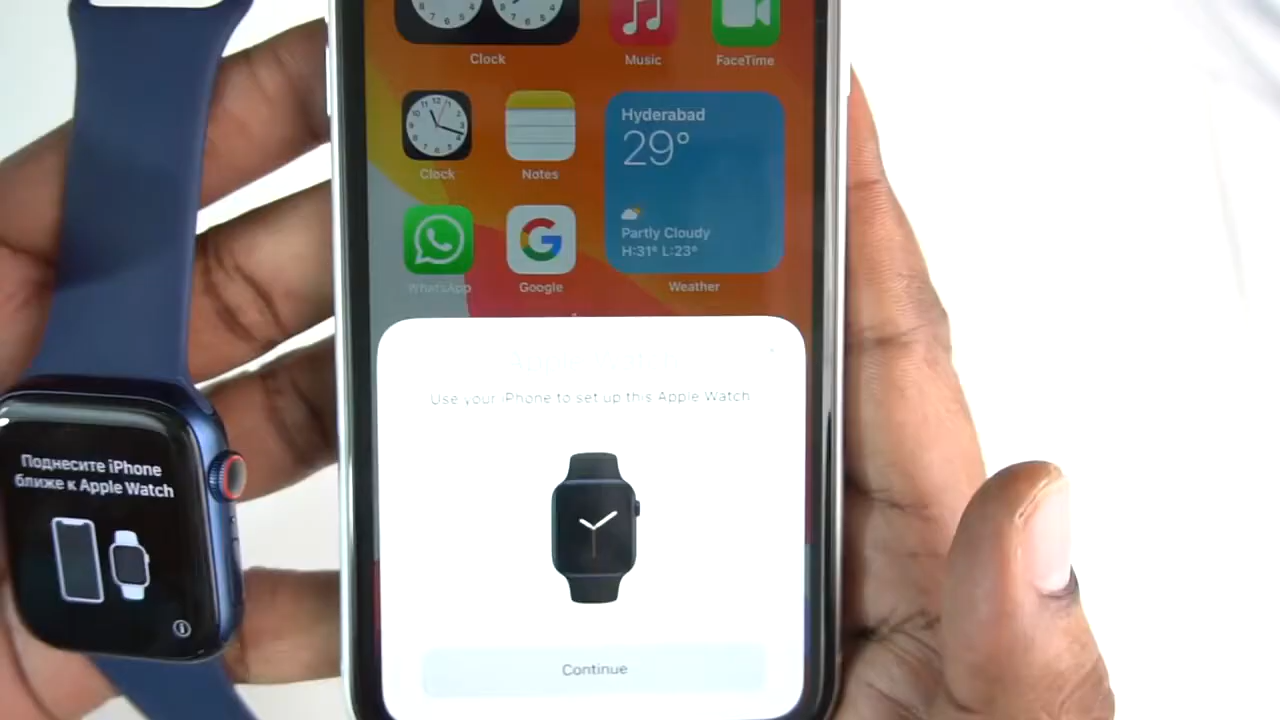 Clock
Music
FaceTime
Clock
Notes
Hyderabad
29°
Partly Cloudy
H:31° L:23°
WhatsApp
Google
Weather
Use your iPhone to set up this Apple Watch
Continue
Поднесите iPhone
ближе к Apple Watch